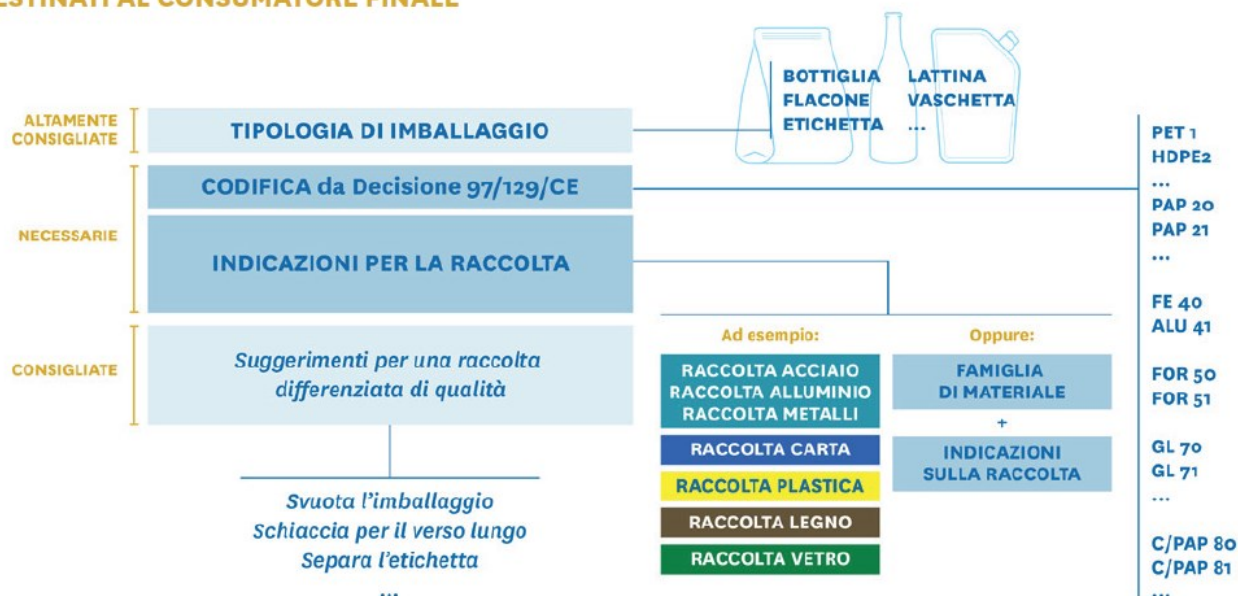 DESTINATI AL CONSUMATORE FINALE
ALTAMENTE
CONSIGLIATE
TIPOLOGIA DI IMBALLAGGIO
BOTTIGLIA LATTINA
FLACONE VASCHETTA
ETICHETTA ...
NECESSARIE
CODIFICA da Decisione 97/129/CE
INDICAZIONI PER LA RACCOLTA
PET 1
HDPE2
...
PAP 20
PAP 21
...
FE 40
ALU 41
FOR 50
FOR 51
GL 70
GL 71
...
C/PAP 80
C/PAP 81
...
CONSIGLIATE
Suggerimenti per una raccolta
differenziata di qualità
Svuota l'imballaggio
Schiaccia per il verso lungo
Separa l'etichetta
...
Ad esempio:
RACCOLTA ACCIAIO
RACCOLTA ALLUMINIO
RACCOLTA METALLI
RACCOLTA CARTA
RACCOLTA PLASTICA
RACCOLTA LEGNO
RACCOLTA VETRO
Oppure:
FAMIGLIA
DI MATERIALE
+
INDICAZIONI
SULLA RACCOLTA